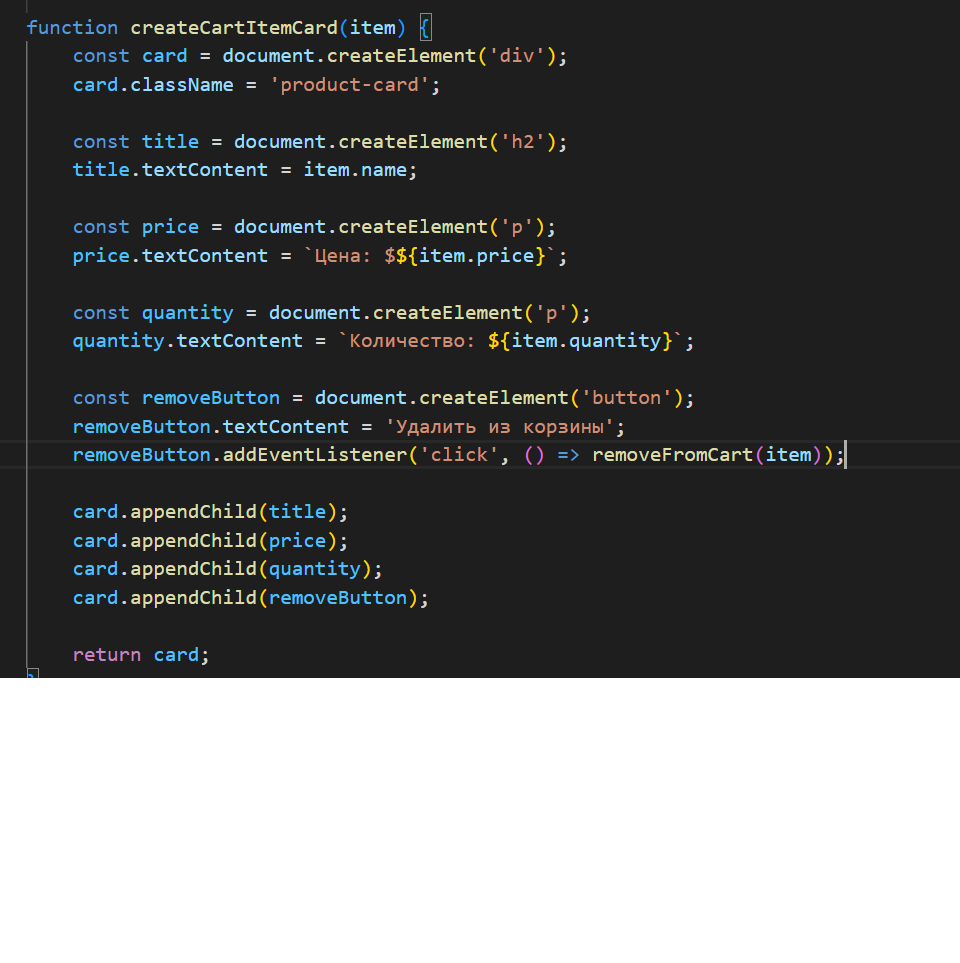 function createCartItemCard(item) {
    const card = document.createElement('div');
    card.className = 'product-card';

    const title = document.createElement('h2');
    title.textContent = item.name;

    const price = document.createElement('p');
    price.textContent = `Цена: $${item.price}`;

    const quantity = document.createElement('p');
    quantity.textContent = `Количество: ${item.quantity}`;

    const removeButton = document.createElement('button');
    removeButton.textContent = 'Удалить из корзины';
    removeButton.addEventListener('click', () => removeFromCart(item));

    card.appendChild(title);
    card.appendChild(price);
    card.appendChild(quantity);
    card.appendChild(removeButton);

    return card;
}